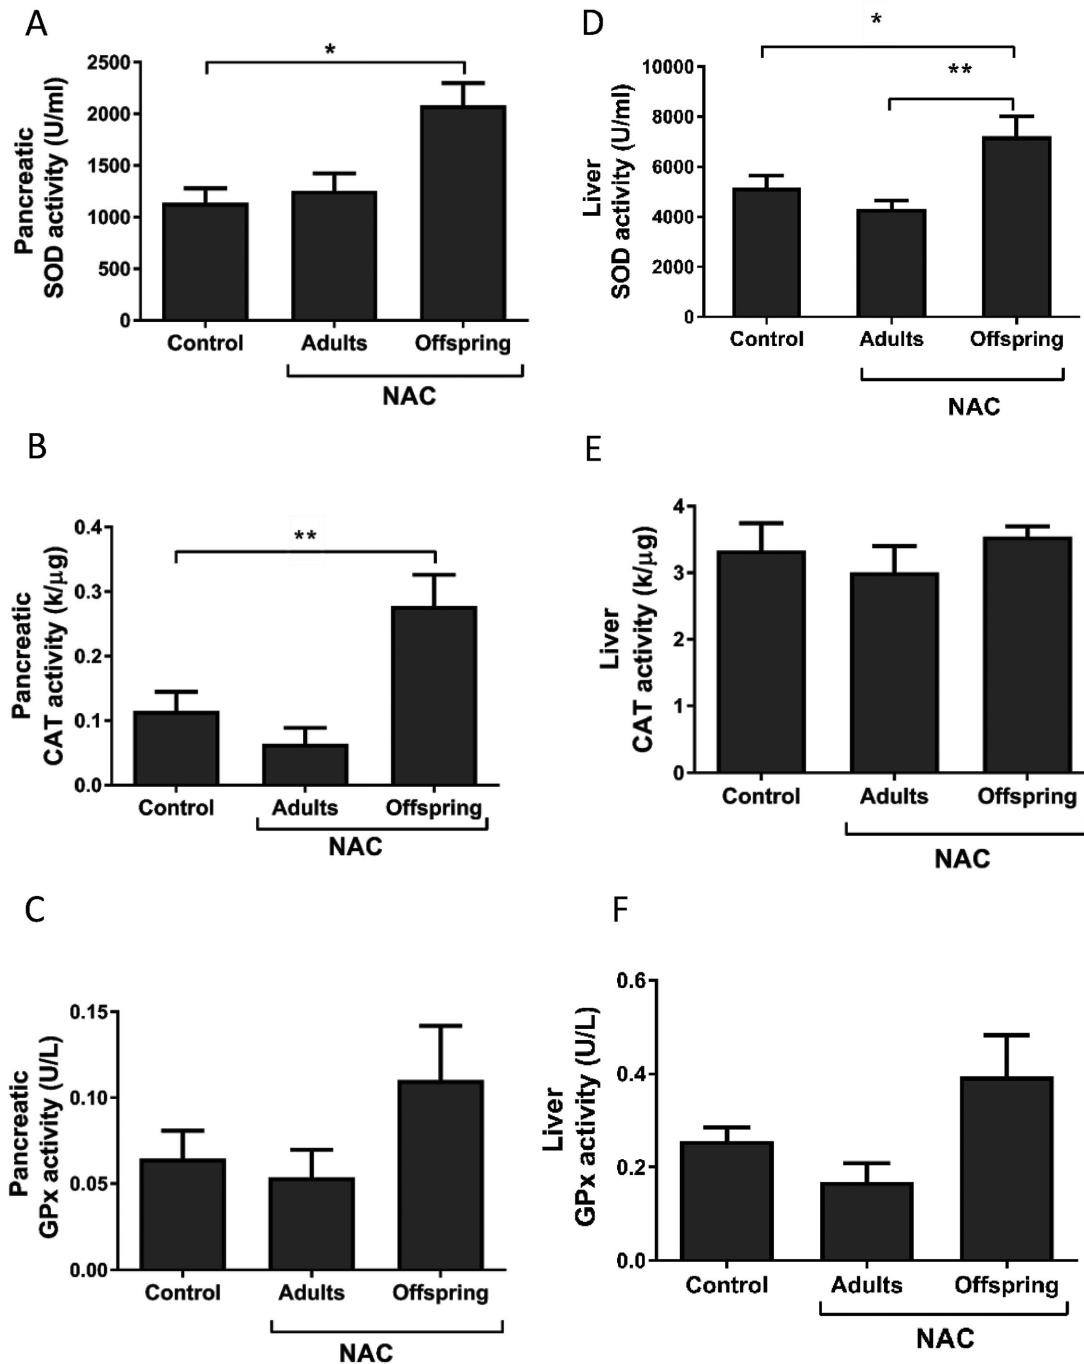 A
Pancreatic
SOD activity (U/ml)
2500
2000
1500
1000
500
0
*
Control
Adults
Offspring
NAC
D
Liver
SOD activity (U/ml)
10000
8000
6000
4000
2000
0
*
**
Control
Adults
Offspring
NAC
B
Pancreatic
CAT activity (k/μg)
0.4
0.3
0.2
0.1
0.0
**
Control
Adults
Offspring
NAC
E
Liver
CAT activity (k/μg)
4
3
2
1
0
Control
Adults
Offspring
NAC
C
Pancreatic
GPx activity (U/L)
0.15
0.10
0.05
0.00
Control
Adults
Offspring
NAC
F
Liver
GPx activity (U/L)
0.6
0.4
0.2
0.0
Control
Adults
Offspring
NAC